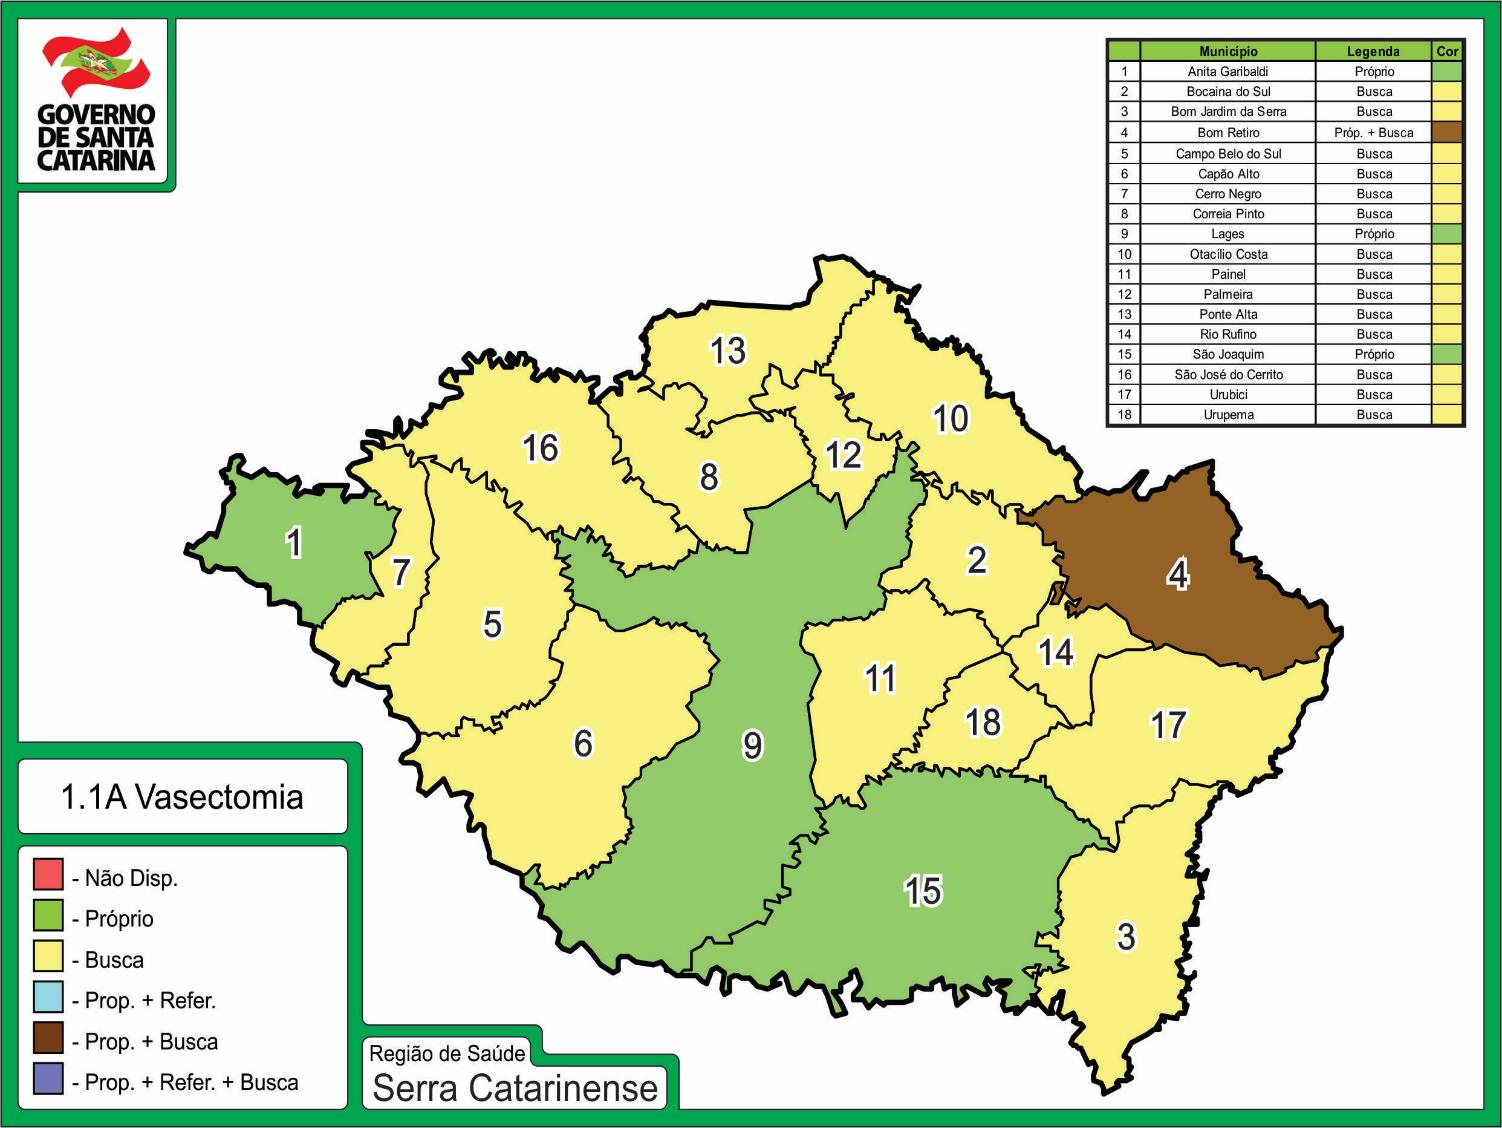 GOVERNO
DE SANTA
CATARINA
Município Legenda Cor
1 Anita Garibaldi Próprio
2 Bocaina do Sul Busca
3 Bom Jardim da Serra Busca
4 Bom Retiro Próp. + Busca
5 Campo Belo do Sul Busca
6 Capão Alto Busca
7 Cerro Negro Busca
8 Correia Pinto Busca
9 Lages Próprio
10 Otacílio Costa Busca
11 Painel Busca
12 Palmeira Busca
13 Ponte Alta Busca
14 Rio Rufino Busca
15 São Joaquim Próprio
16 São José do Cerrito Busca
17 Urubici Busca
18 Urupema Busca
13
10
16
12
8
1
2
7
4
5
14
11
18
17
6
9
15
3
1.1A Vasectomia
- Não Disp.
- Próprio
- Busca
- Prop. + Refer.
- Prop. + Busca
- Prop. + Refer. + Busca
Região de Saúde
Serra Catarinense